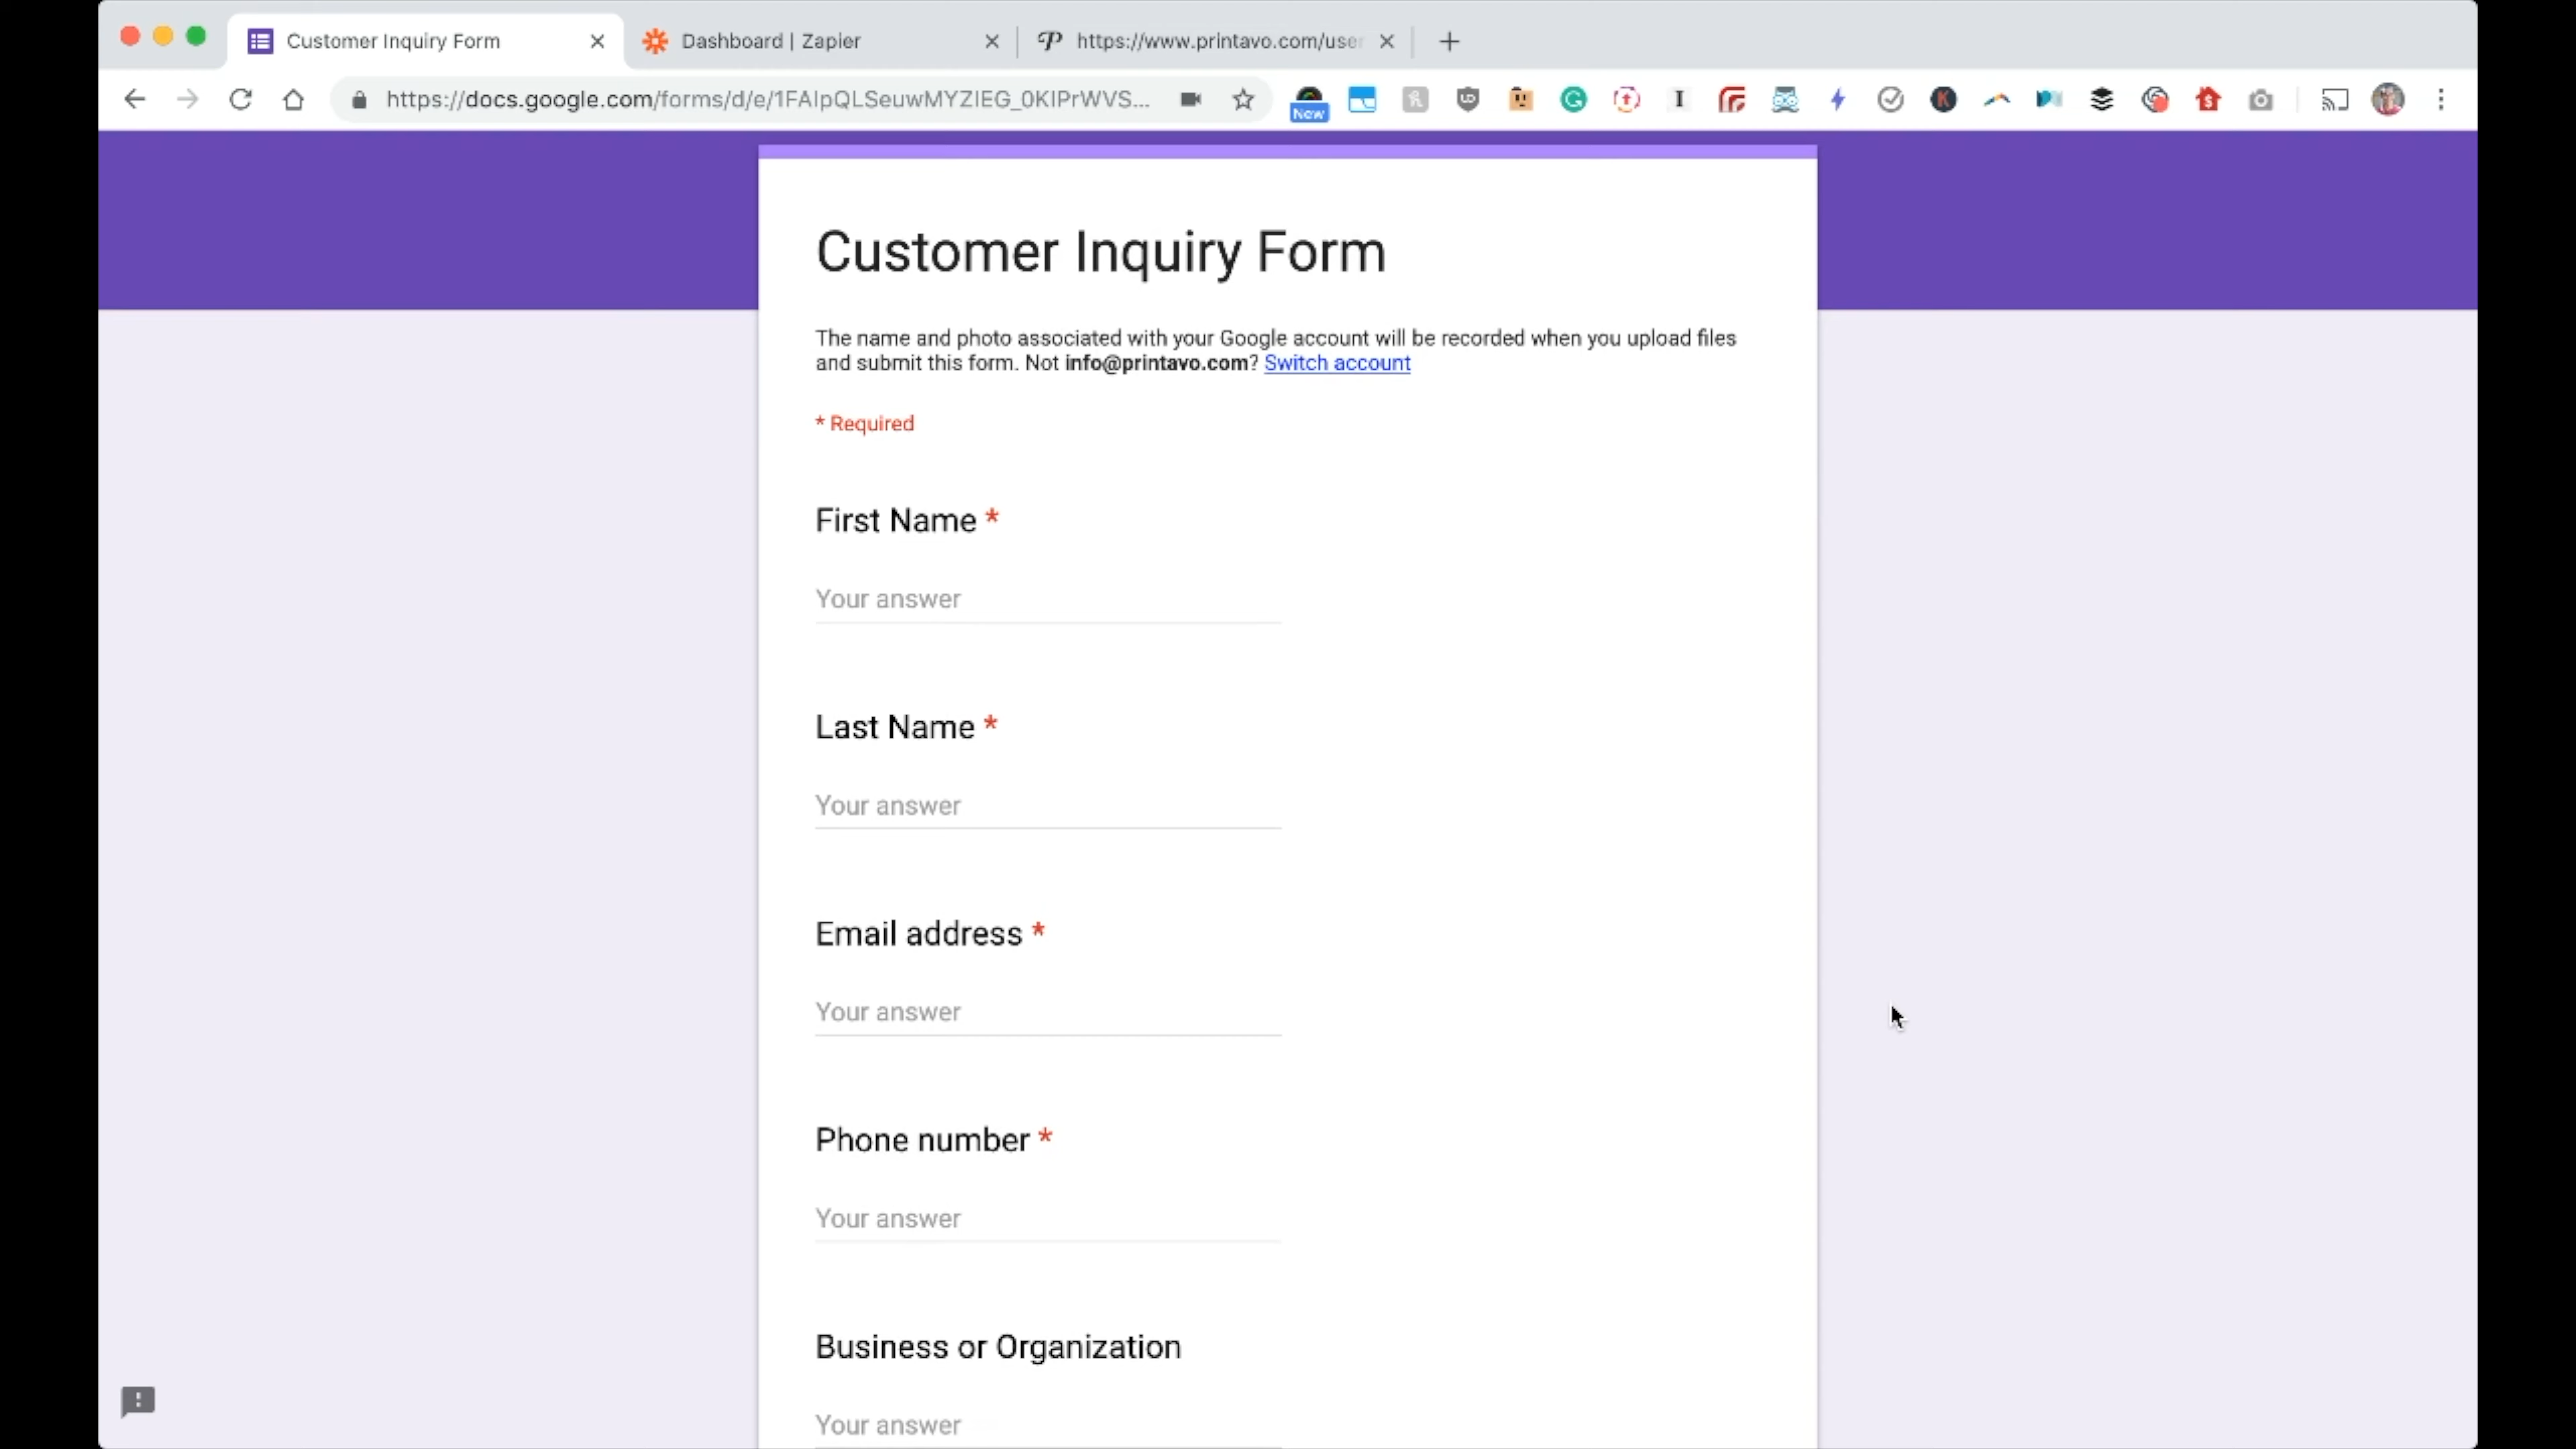 Customer Inquiry Form
Dashboard | Zapier
https://www.printavo.com/user
https://docs.google.com/forms/d/e/1FAIpQLSeuwMYZIEG_0KIPrWVS...
New
Customer Inquiry Form
The name and photo associated with your Google account will be recorded when you upload files
and submit this form. Not info@printavo.com? Switch account
* Required
First Name *
Your answer
Last Name *
Your answer
Email address *
Your answer
Phone number *
Your answer
Business or Organization
Your answer